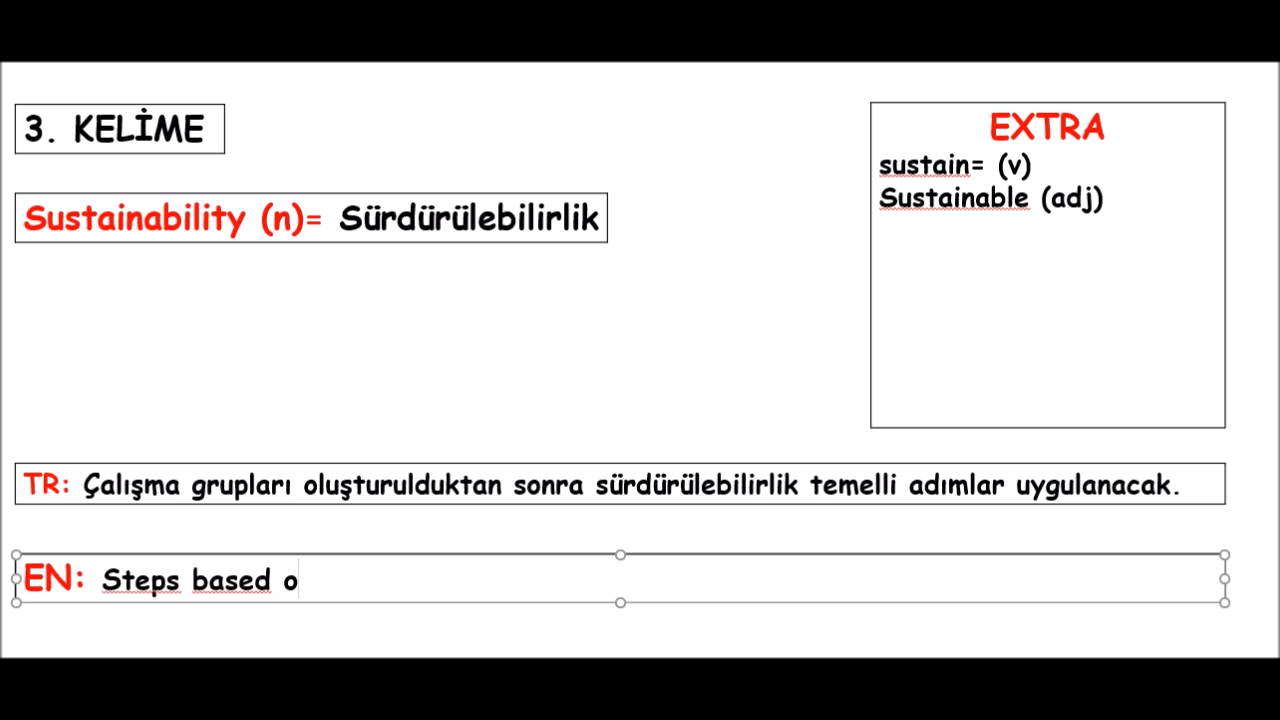 3. KELİME
EXTRA
sustain= (v)
Sustainable (adj)
Sustainability (n)= Sürdürülebilirlik
TR: Çalışma grupları oluşturulduktan sonra sürdürülebilirlik temelli adımlar uygulanacak.
EN: Steps based o